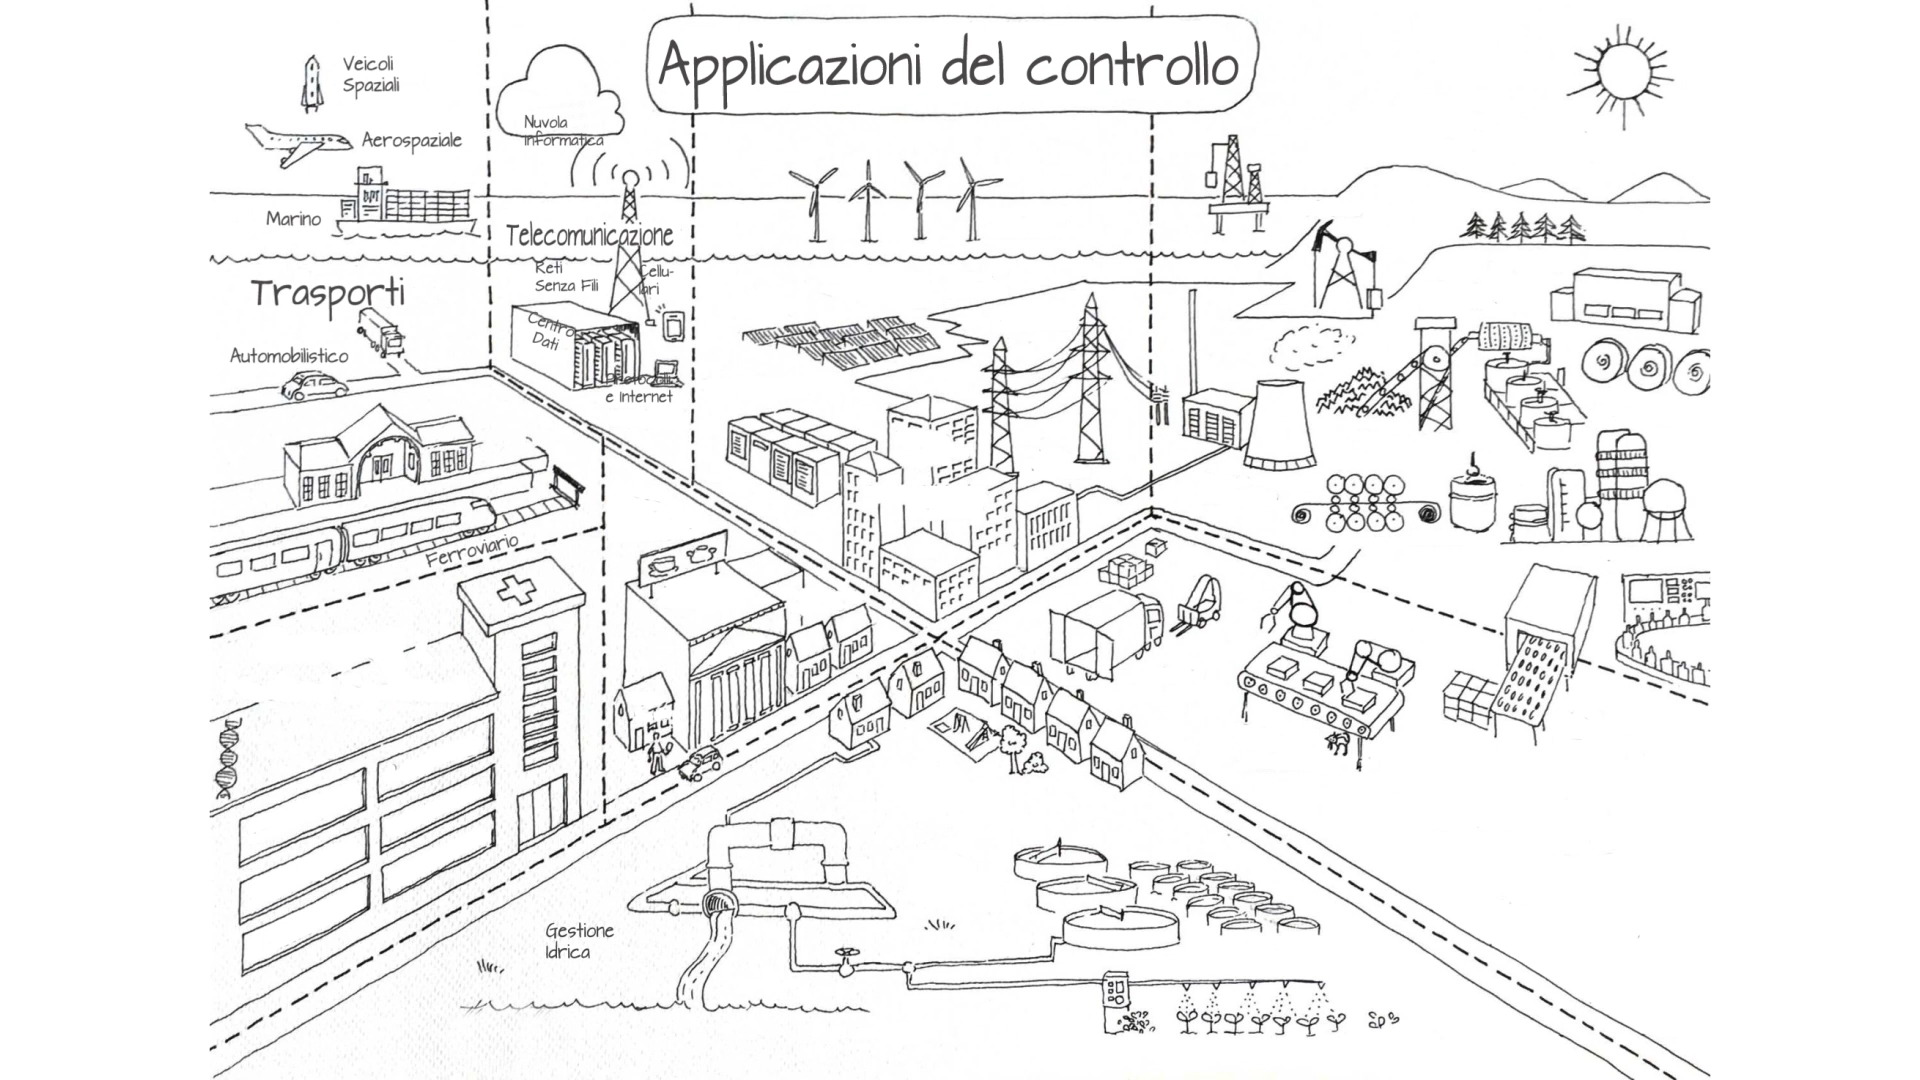 Applicazioni del controllo
Veicoli
Spaziali
Aerospaziale
Marino
Trasporti
Automobilistico
Ferroviario
Nuvola
informatica
Telecomunicazione
Reti
Senza Fili
Cellu-
lari
Centro
Dati
e Internet
Gestione
Idrica